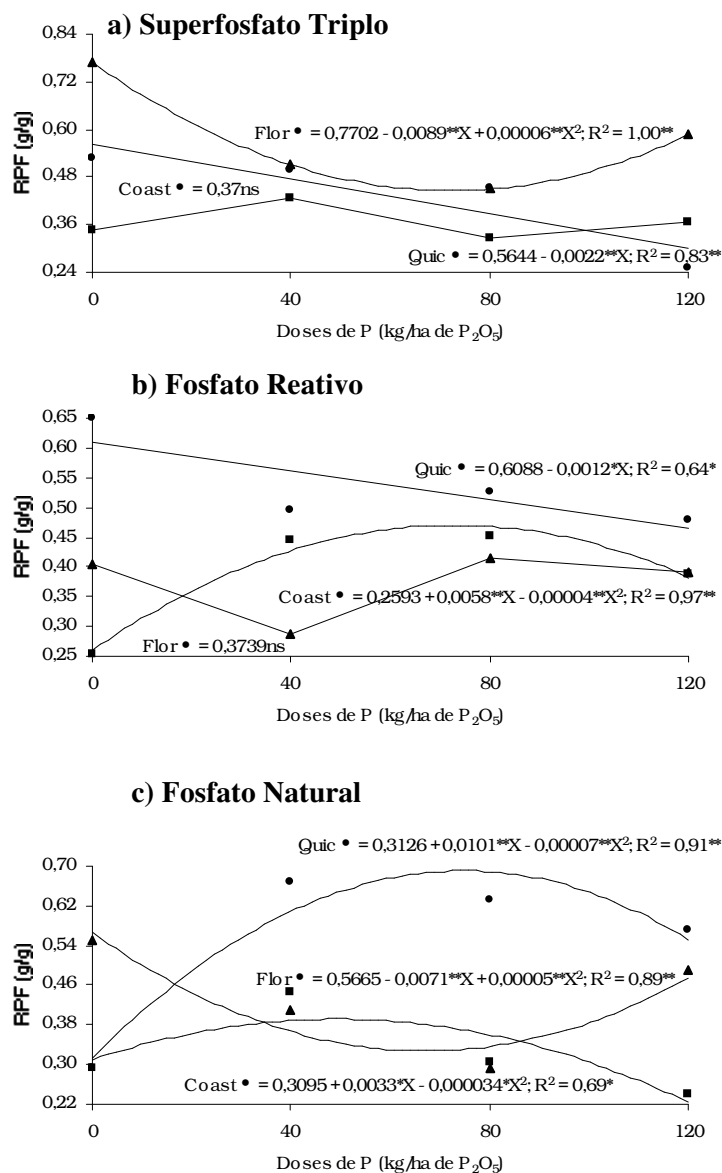 a) Superfosfato Triplo
0,84
0,72
0,60
0,48
0,36
0,24
RPF (g/g)
Flor • = 0,7702 - 0,0089**X + 0,00006**X²; R² = 1,00**
Coast • = 0,37ns
Quic • = 0,5644 - 0,0022**X; R² = 0,83**
0 40 80 120
Doses de P (kg/ha de P₂O₅)
b) Fosfato Reativo
0,65
0,60
0,55
0,50
0,45
0,40
0,35
0,30
0,25
RPF (g/g)
Quic • = 0,6088 - 0,0012*X; R² = 0,64*
Coast • = 0,2593 + 0,0058**X - 0,00004**X²; R² = 0,97**
Flor • = 0,3739ns
0 40 80 120
Doses de P (kg/ha de P₂O₅)
c) Fosfato Natural
Quic • = 0,3126 + 0,0101**X - 0,00007**X²; R² = 0,91**
0,70
0,62
0,54
0,46
0,38
0,30
0,22
RPF (g/g)
Flor • = 0,5665 - 0,0071**X + 0,00005**X²; R² = 0,89**
Coast • = 0,3095 + 0,0033*X - 0,000034*X²; R² = 0,69*
0 40 80 120
Doses de P (kg/ha de P₂O₅)